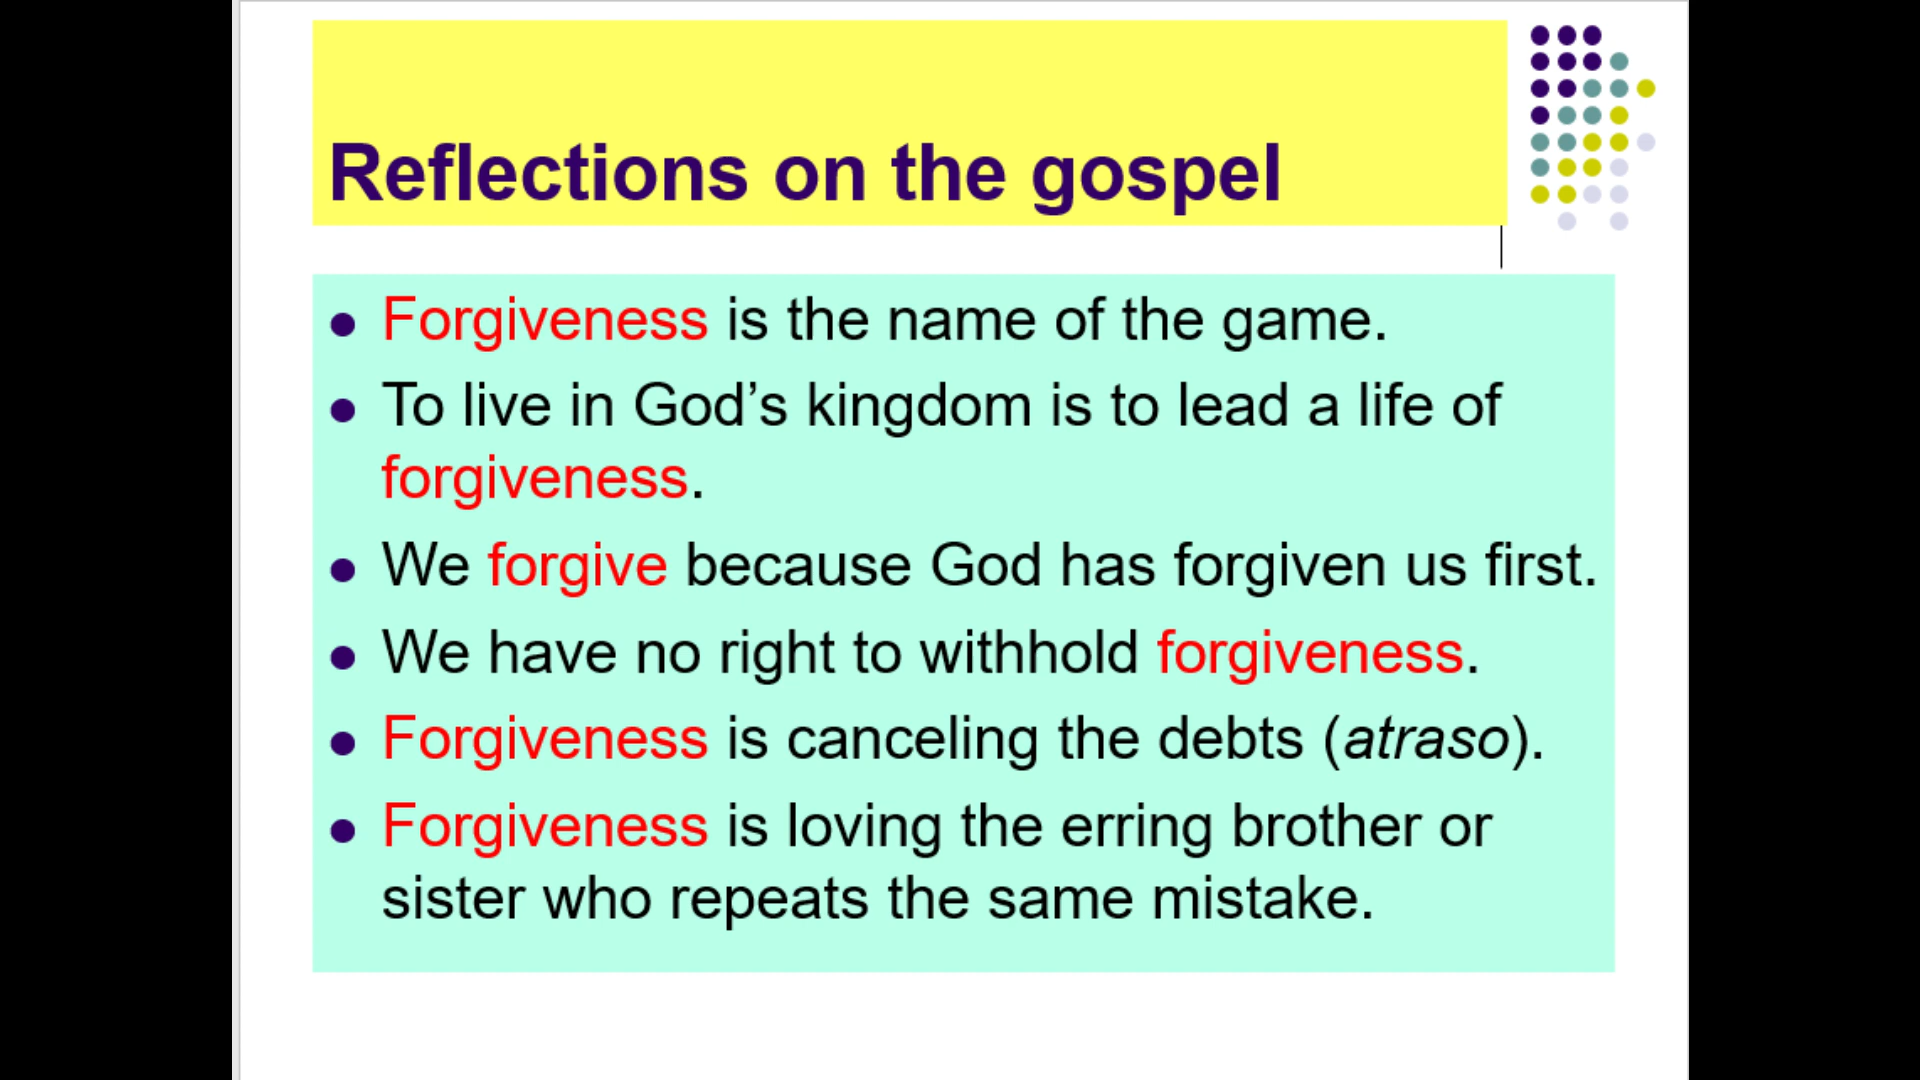 Reflections on the gospel
● Forgiveness is the name of the game.
● To live in God’s kingdom is to lead a life of
forgiveness.
● We forgive because God has forgiven us first.
● We have no right to withhold forgiveness.
● Forgiveness is canceling the debts (atraso).
● Forgiveness is loving the erring brother or
sister who repeats the same mistake.